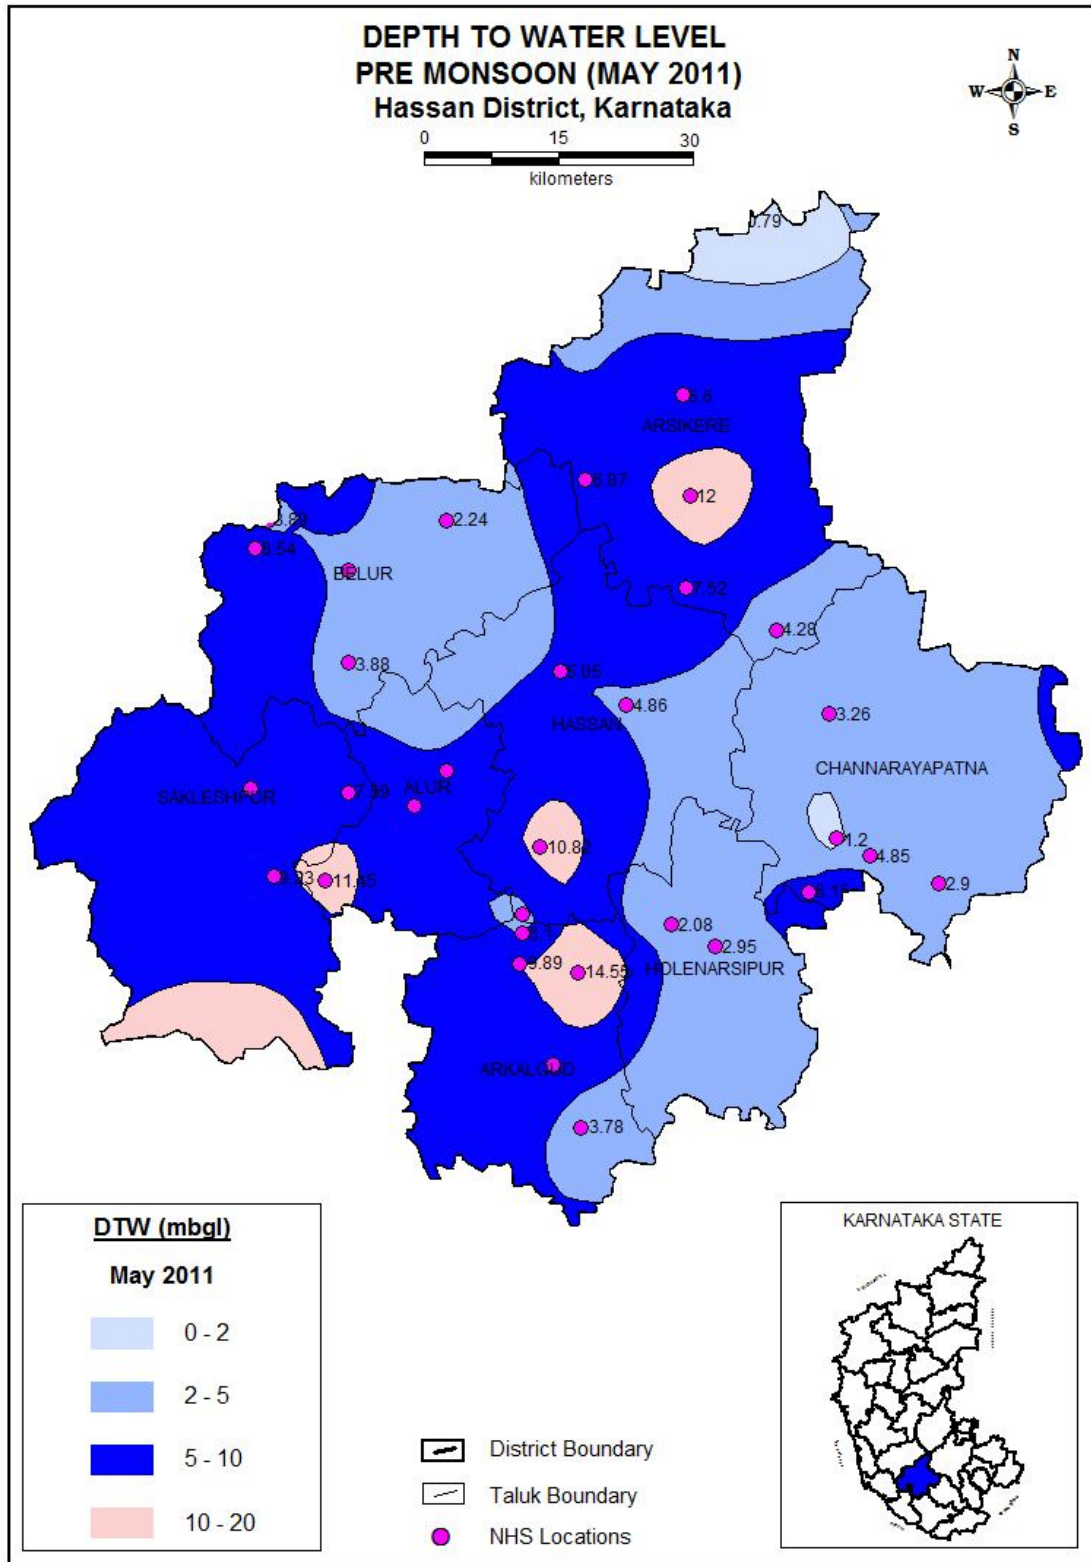 DEPTH TO WATER LEVEL
PRE MONSOON (MAY 2011)
Hassan District, Karnataka
0 15 30
kilometers
N
W E
S
0.79
ARSIKERE
12
2.24
BELUR
7.52
4.28
3.88
5.05
4.86
HASSAN
3.26
CHANNARAYAPATNA
SAKLESHPUR
ALUR
10.82
1.2
4.85
2.9
11.45
2.08
2.95
HOLENARSIPUR
9.89
14.55
ARKALGUD
3.78
DTW (mbgl)
May 2011
0 - 2
2 - 5
5 - 10
10 - 20
District Boundary
Taluk Boundary
NHS Locations
KARNATAKA STATE